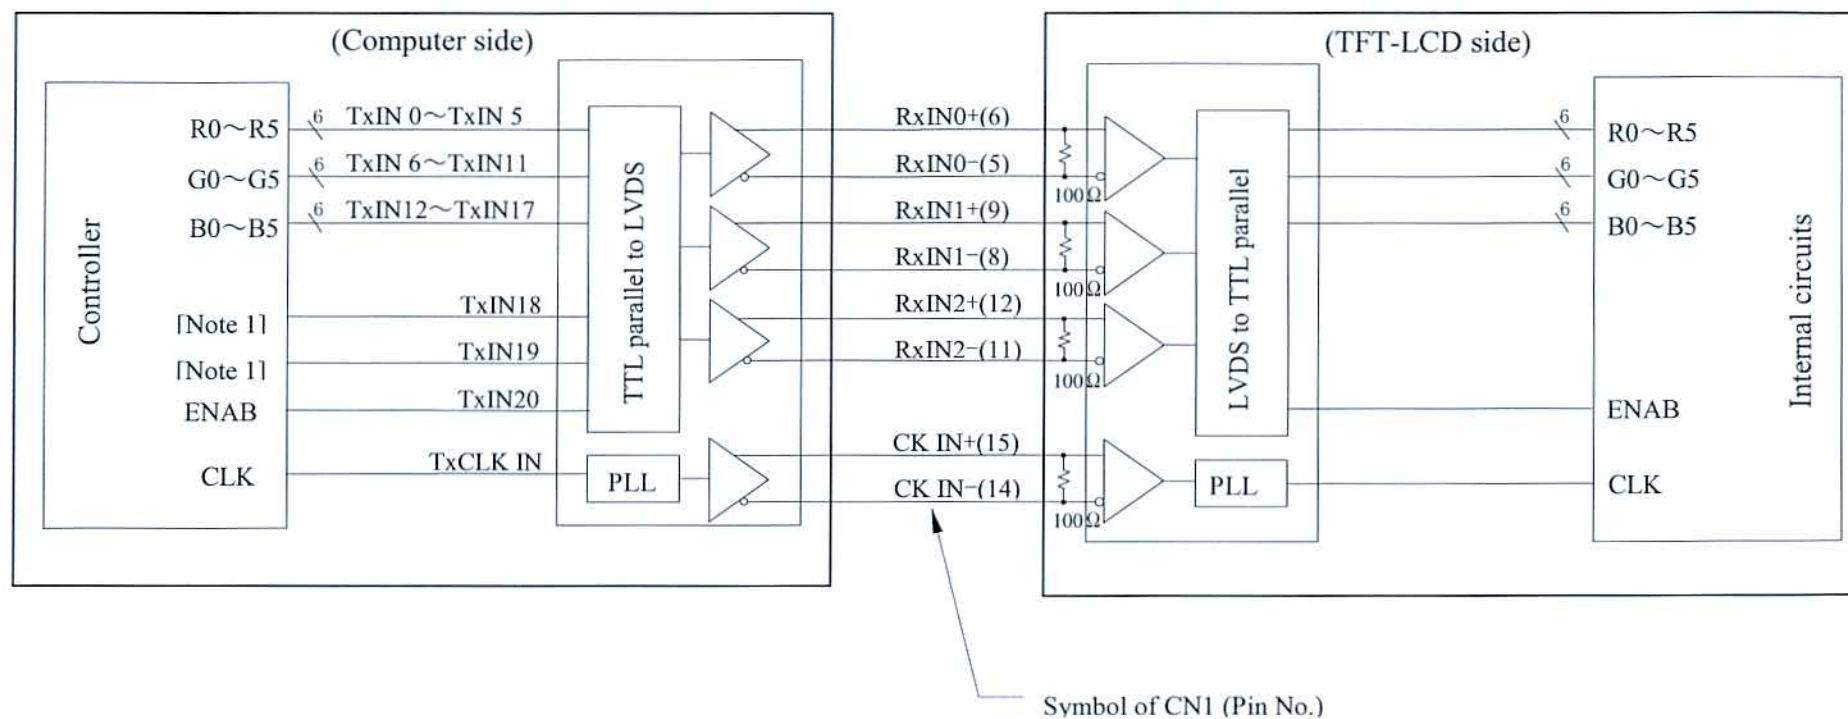 (Computer side)
(TFT-LCD side)
Controller
R0～R5
6
TxIN 0～TxIN 5
G0～G5
6
TxIN 6～TxIN11
B0～B5
6
TxIN12～TxIN17
[Note 1]
TxIN18
[Note 1]
TxIN19
ENAB
TxIN20
CLK
TxCLK IN
TTL parallel to LVDS
PLL
RxIN0+(6)
RxIN0−(5)
RxIN1+(9)
RxIN1−(8)
RxIN2+(12)
RxIN2−(11)
CK IN+(15)
CK IN−(14)
100Ω
100Ω
100Ω
100Ω
LVDS to TTL parallel
PLL
6
R0～R5
6
G0～G5
6
B0～B5
ENAB
CLK
Internal circuits
Symbol of CN1 (Pin No.)